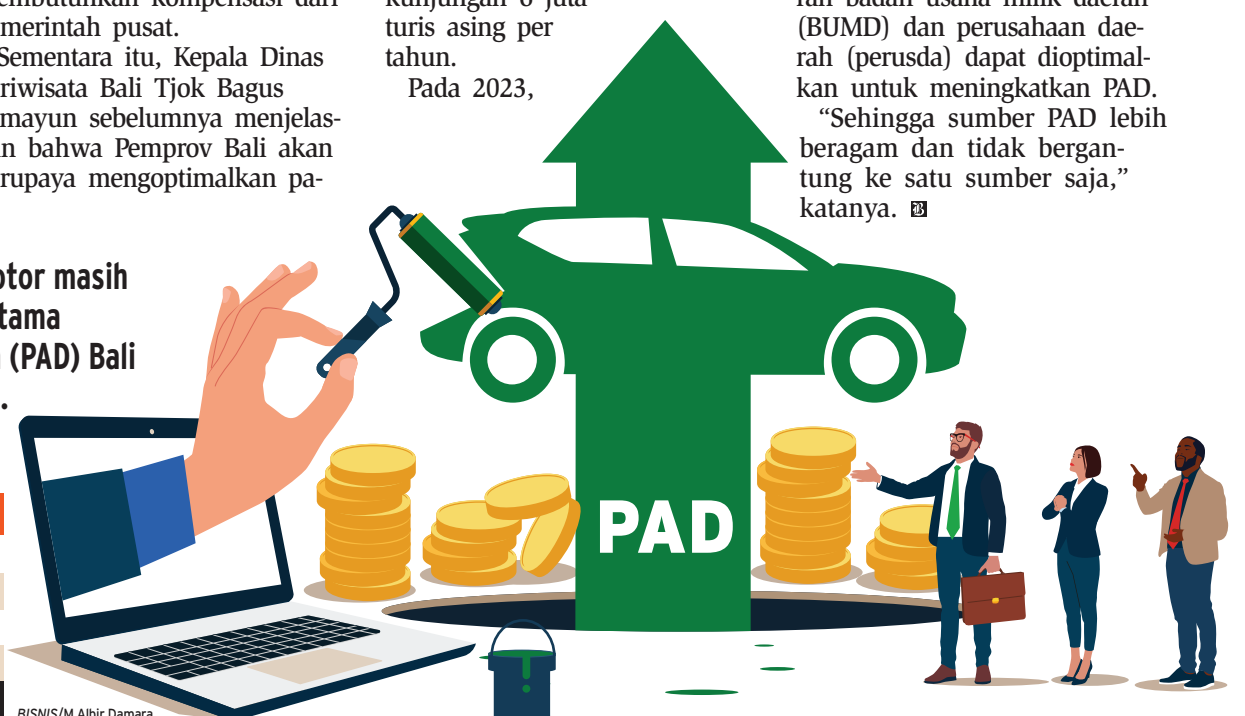 merintah pusat.
Sementara itu, Kepala Dinas
riwisata Bali Tjok Bagus
mayun sebelumnya menjelas-
n bahwa Pemprov Bali akan
rupaya mengoptimalkan pa-
turis asing per
tahun.
Pada 2023,
(BUMD) dan perusahaan dae-
rah (perusda) dapat dioptimal-
kan untuk meningkatkan PAD.
“Sehingga sumber PAD lebih
beragam dan tidak bergan-
tung ke satu sumber saja,”
katanya.
otor masih
tama
(PAD) Bali
.
PAD
BISNIS/M Albir Damara